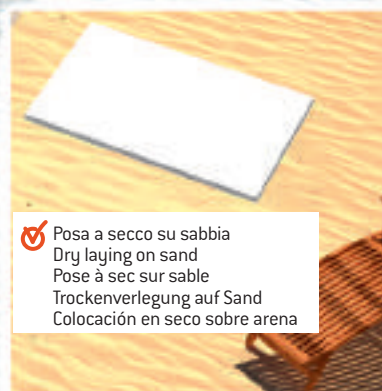 Posa a secco su sabbia
Dry laying on sand
Pose à sec sur sable
Trockenverlegung auf Sand
Colocación en seco sobre arena